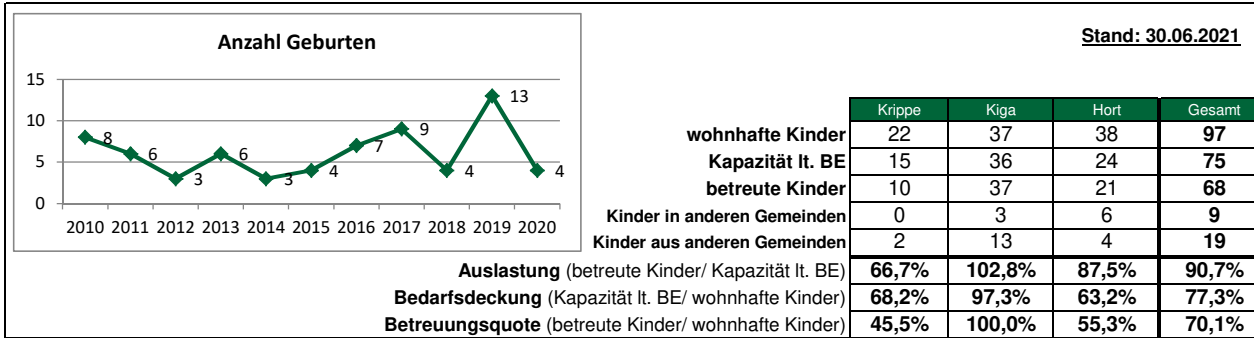 Anzahl Geburten
Stand: 30.06.2021
15
10
5
0
8
6
3
6
3
4
7
9
4
13
4
2010 2011 2012 2013 2014 2015 2016 2017 2018 2019 2020
Krippe Kiga Hort Gesamt
wohnhafte Kinder 22 37 38 97
Kapazität lt. BE 15 36 24 75
betreute Kinder 10 37 21 68
Kinder in anderen Gemeinden 0 3 6 9
Kinder aus anderen Gemeinden 2 13 4 19
Auslastung (betreute Kinder/ Kapazität lt. BE) 66,7% 102,8% 87,5% 90,7%
Bedarfsdeckung (Kapazität lt. BE/ wohnhafte Kinder) 68,2% 97,3% 63,2% 77,3%
Betreuungsquote (betreute Kinder/ wohnhafte Kinder) 45,5% 100,0% 55,3% 70,1%